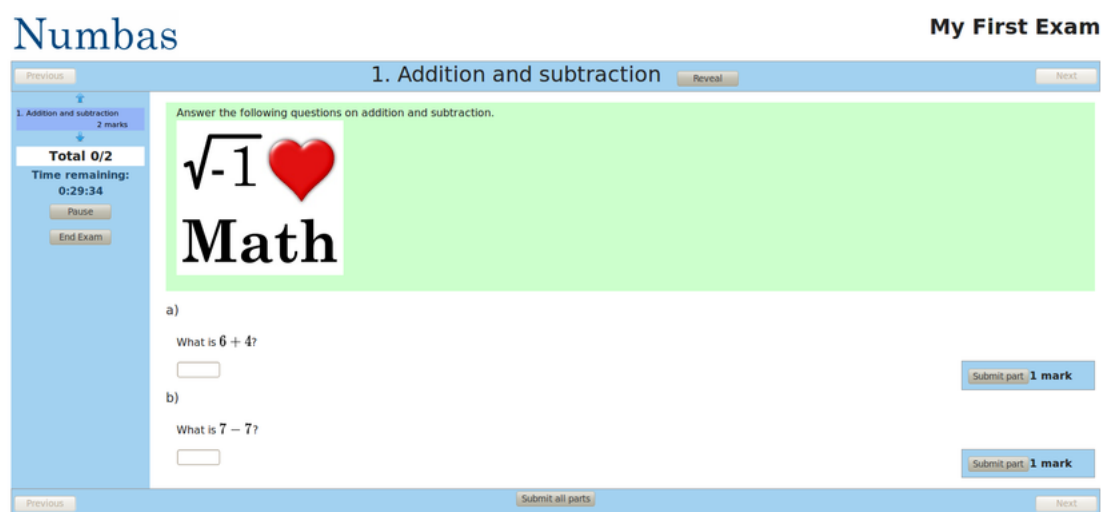 Numbas
My First Exam
Previous
1. Addition and subtraction
Reveal
Next
1. Addition and subtraction
2 marks
Total 0/2
Time remaining:
0:29:34
Pause
End Exam
Answer the following questions on addition and subtraction.
√-1
Math
a)
What is 6 + 4?
Submit part 1 mark
b)
What is 7 − 7?
Submit part 1 mark
Previous
Submit all parts
Next